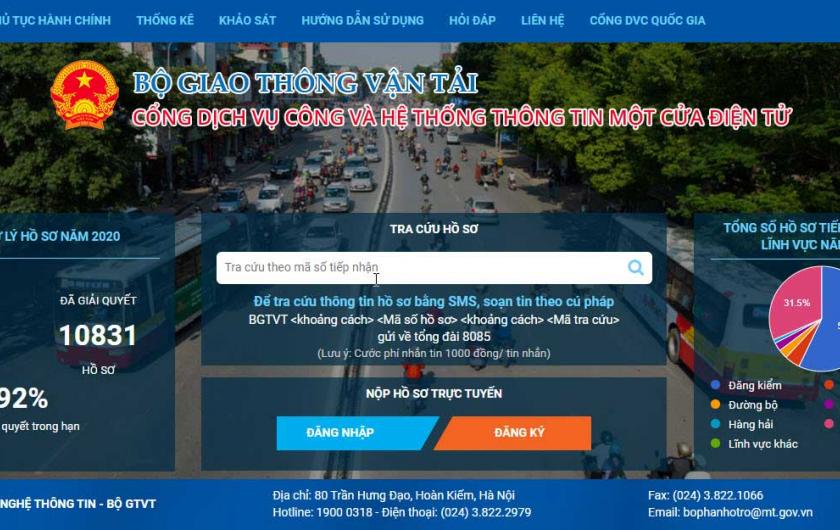 HỦ TỤC HÀNH CHÍNH THỐNG KÊ KHẢO SÁT HƯỚNG DẪN SỬ DỤNG HỎI ĐÁP LIÊN HỆ CỔNG DVC QUỐC GIA
BỘ GIAO THÔNG VẬN TẢI
CỔNG DỊCH VỤ CÔNG VÀ HỆ THỐNG THÔNG TIN MỘT CỬA ĐIỆN TỬ
LÝ HỒ SƠ NĂM 2020
ĐÃ GIẢI QUYẾT
10831
HỒ SƠ
92%
quyết trong hạn
TRA CỨU HỒ SƠ
Tra cứu theo mã số tiếp nhận
Để tra cứu thông tin hồ sơ bằng SMS, soạn tin theo cú pháp
BGTVT <khoảng cách> <Mã số hồ sơ> <khoảng cách> <Mã tra cứu>
gửi về tổng đài 8085
(Lưu ý: Cước phí nhắn tin 1000 đồng/ tin nhắn)
NỘP HỒ SƠ TRỰC TUYẾN
ĐĂNG NHẬP ĐĂNG KÝ
TỔNG SỐ HỒ SƠ TIẾ
LĨNH VỰC NĂ
31.5%
5
Đăng kiểm
Đường bộ
Hàng hải
Lĩnh vực khác
NGHỆ THÔNG TIN - BỘ GTVT
Địa chỉ: 80 Trần Hưng Đạo, Hoàn Kiếm, Hà Nội
Hotline: 1900 0318 - Điện thoại: (024) 3.822.2979
Fax: (024) 3.822.1066
Email: bophanhotro@mt.gov.vn